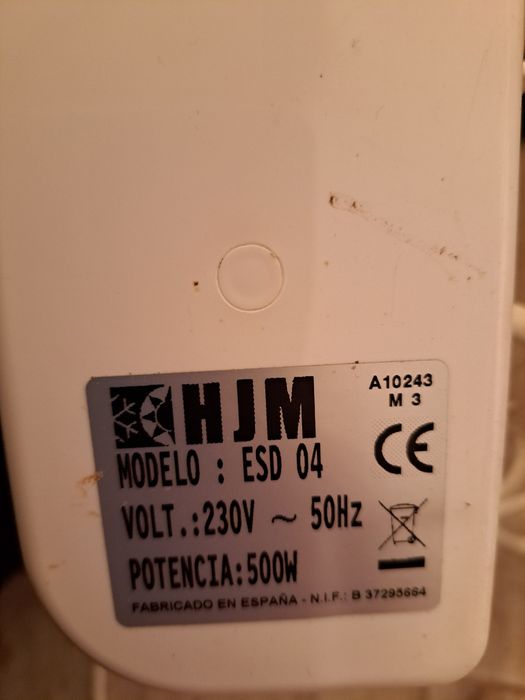 HJM
A10243
M 3
CE
MODELO : ESD 04
VOLT.:230V ~ 50Hz
POTENCIA:500W
FABRICADO EN ESPAÑA - N.I.F.: B 37295664